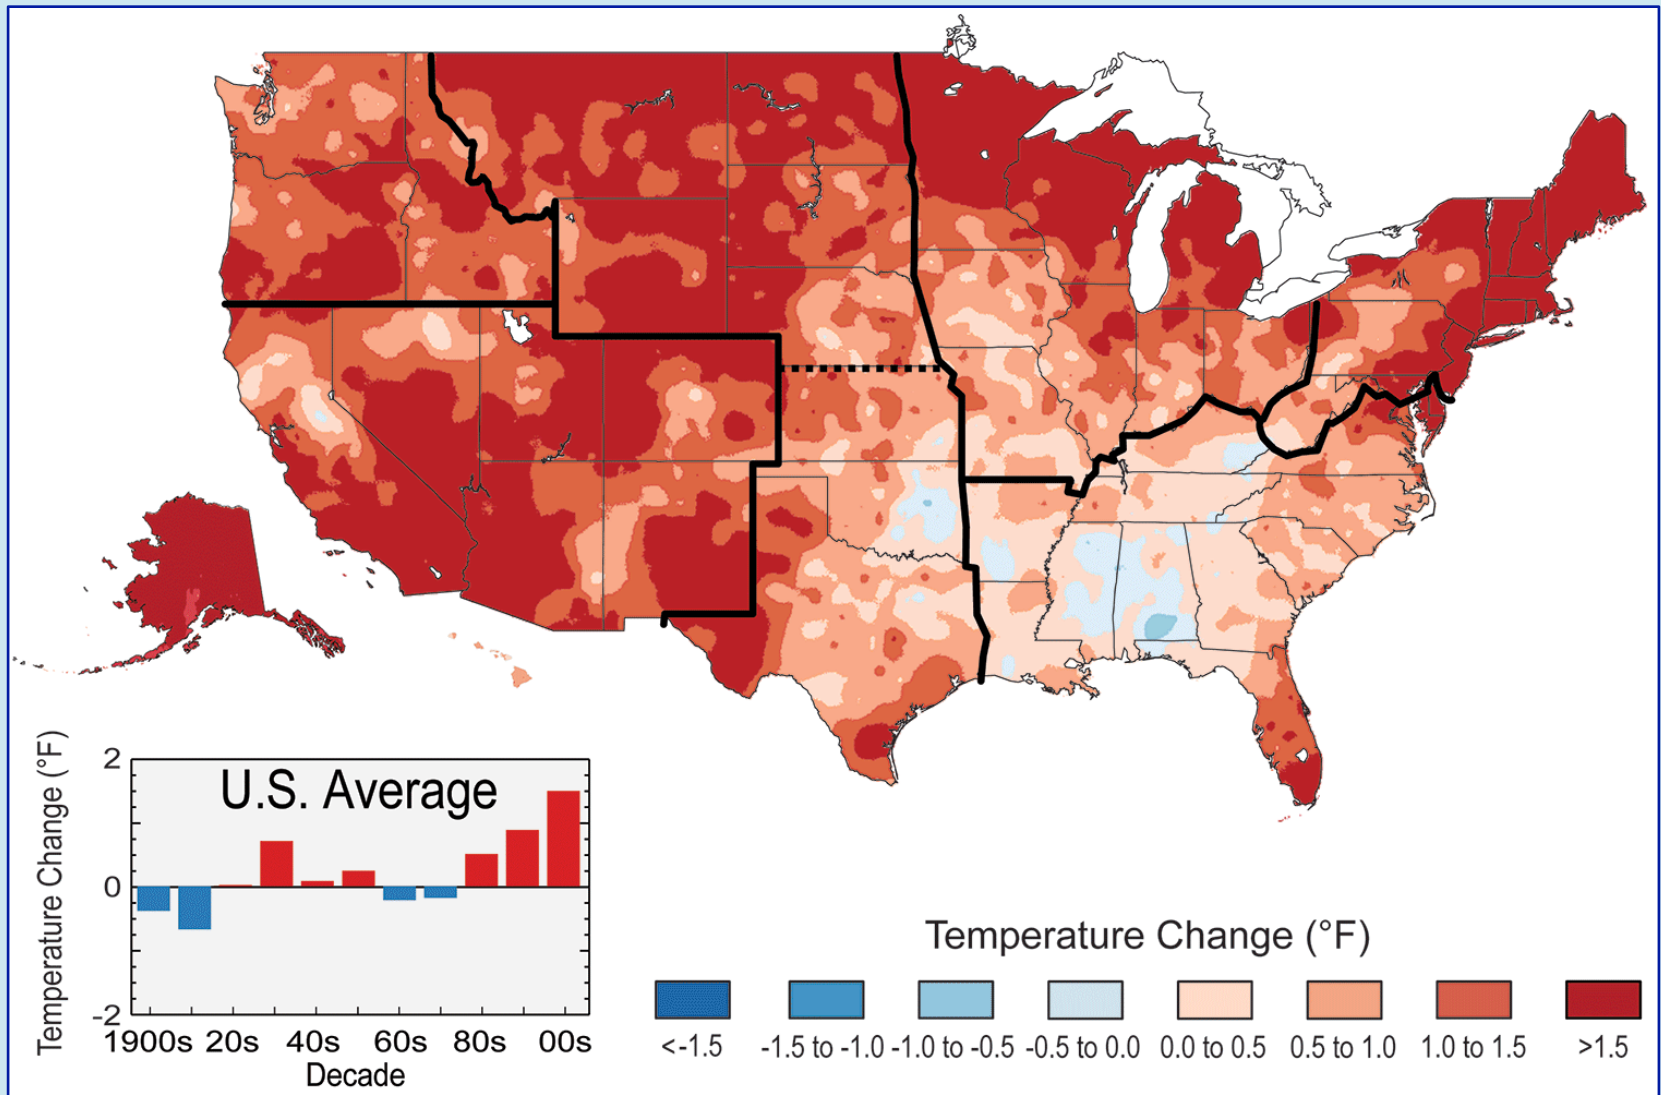 U.S. Average
Temperature Change (°F)
2
0
-2
1900s 20s 40s 60s 80s 00s
Decade
Temperature Change (°F)
<-1.5 -1.5 to -1.0 -1.0 to -0.5 -0.5 to 0.0 0.0 to 0.5 0.5 to 1.0 1.0 to 1.5 >1.5